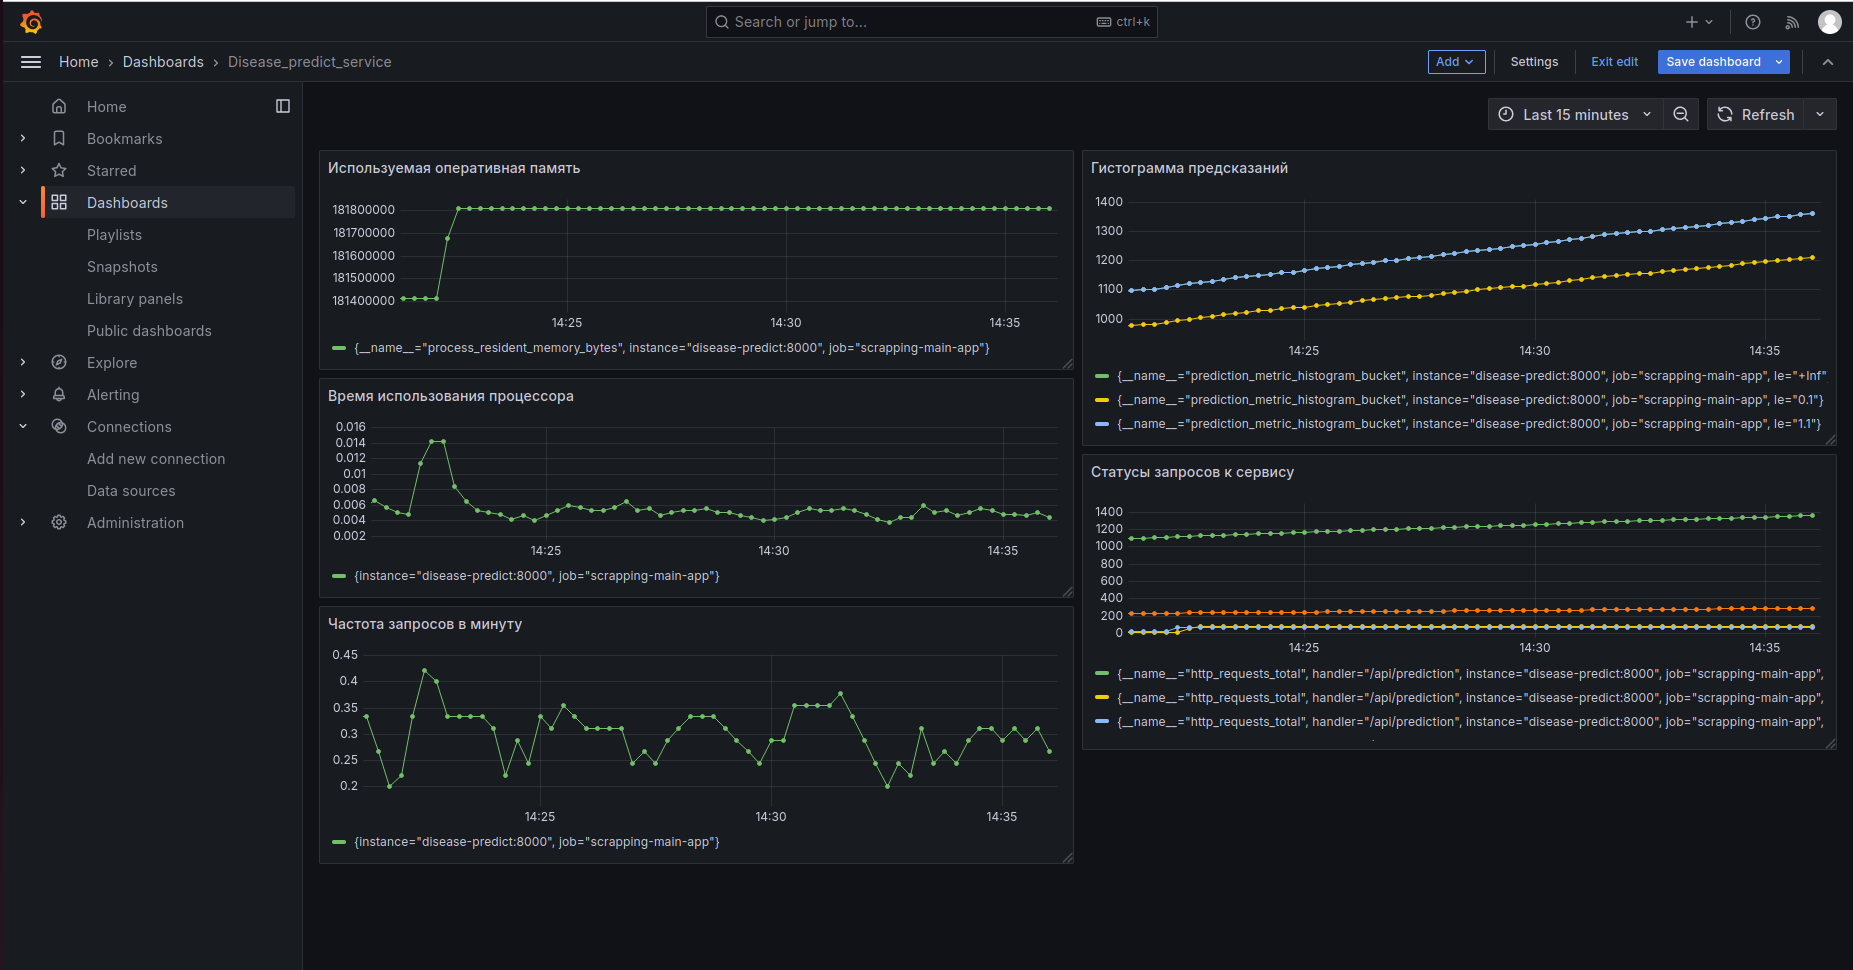 Search or jump to...
ctrl+k
Home › Dashboards › Disease_predict_service
Add
Settings
Exit edit
Save dashboard
Home
Bookmarks
Starred
Dashboards
Playlists
Snapshots
Library panels
Public dashboards
Explore
Alerting
Connections
Add new connection
Data sources
Administration
Last 15 minutes
Refresh
Используемая оперативная память
181800000
181700000
181600000
181500000
181400000
14:25 14:30 14:35
{__name__="process_resident_memory_bytes", instance="disease-predict:8000", job="scrapping-main-app"}
Время использования процессора
0.016
0.014
0.012
0.01
0.008
0.006
0.004
0.002
14:25 14:30 14:35
{instance="disease-predict:8000", job="scrapping-main-app"}
Частота запросов в минуту
0.45
0.4
0.35
0.3
0.25
0.2
14:25 14:30 14:35
{instance="disease-predict:8000", job="scrapping-main-app"}
Гистограмма предсказаний
1400
1300
1200
1100
1000
14:25 14:30 14:35
{__name__="prediction_metric_histogram_bucket", instance="disease-predict:8000", job="scrapping-main-app", le="+Inf"
{__name__="prediction_metric_histogram_bucket", instance="disease-predict:8000", job="scrapping-main-app", le="0.1"}
{__name__="prediction_metric_histogram_bucket", instance="disease-predict:8000", job="scrapping-main-app", le="1.1"}
Статусы запросов к сервису
1400
1200
1000
800
600
400
200
0
14:25 14:30 14:35
{__name__="http_requests_total", handler="/api/prediction", instance="disease-predict:8000", job="scrapping-main-app",
{__name__="http_requests_total", handler="/api/prediction", instance="disease-predict:8000", job="scrapping-main-app",
{__name__="http_requests_total", handler="/api/prediction", instance="disease-predict:8000", job="scrapping-main-app",